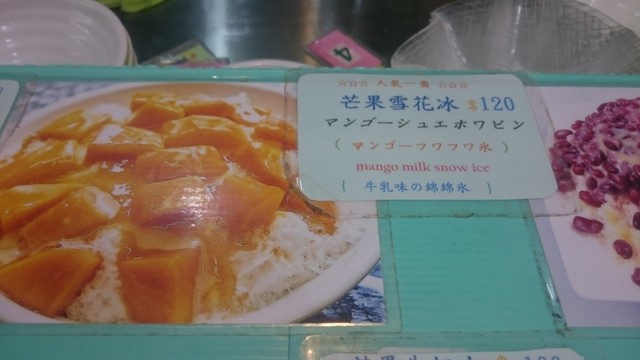 4
☆☆☆ 人氣一番 ☆☆☆
芒果雪花冰 $120
マンゴーシュエホワビン
( マンゴーフワフワ氷 )
mango milk snow ice
( 牛乳味の綿綿氷 )